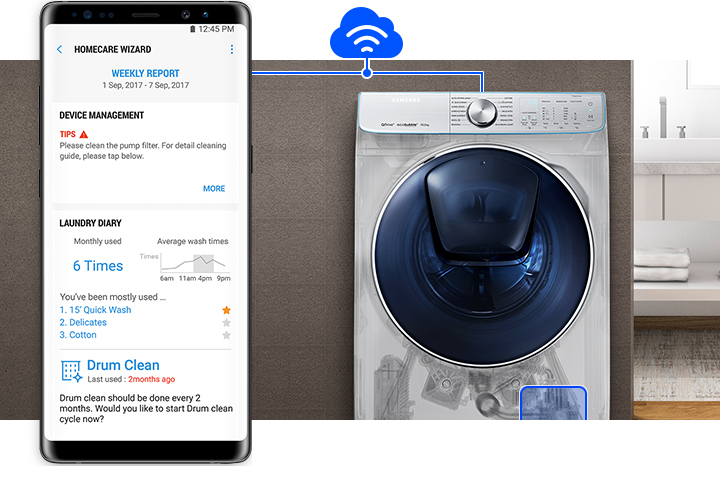 12:45 PM
HOMECARE WIZARD
WEEKLY REPORT
1 Sep, 2017 - 7 Sep, 2017
DEVICE MANAGEMENT
TIPS
Please clean the pump filter. For detail cleaning
guide, please tap below.
MORE
LAUNDRY DIARY
Monthly used
6 Times
Average wash times
Times
6am 11am 4pm 9pm
You've been mostly used ...
1. 15' Quick Wash
2. Delicates
3. Cotton
Drum Clean
Last used : 2months ago
Drum clean should be done every 2
months. Would you like to start Drum clean
cycle now?
SAMSUNG